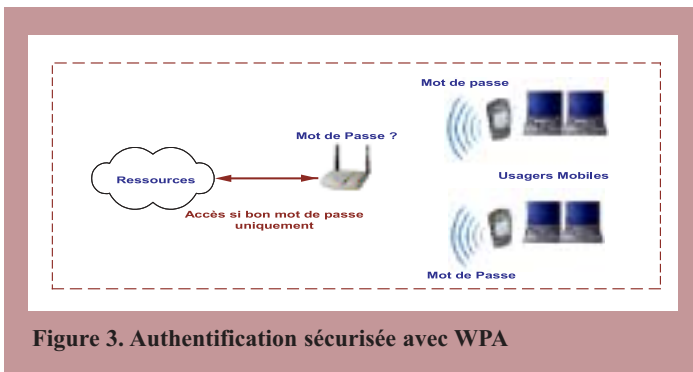 Mot de passe
Mot de Passe ?
Ressources
Usagers Mobiles
Accès si bon mot de passe
uniquement
Mot de Passe
Figure 3. Authentification sécurisée avec WPA